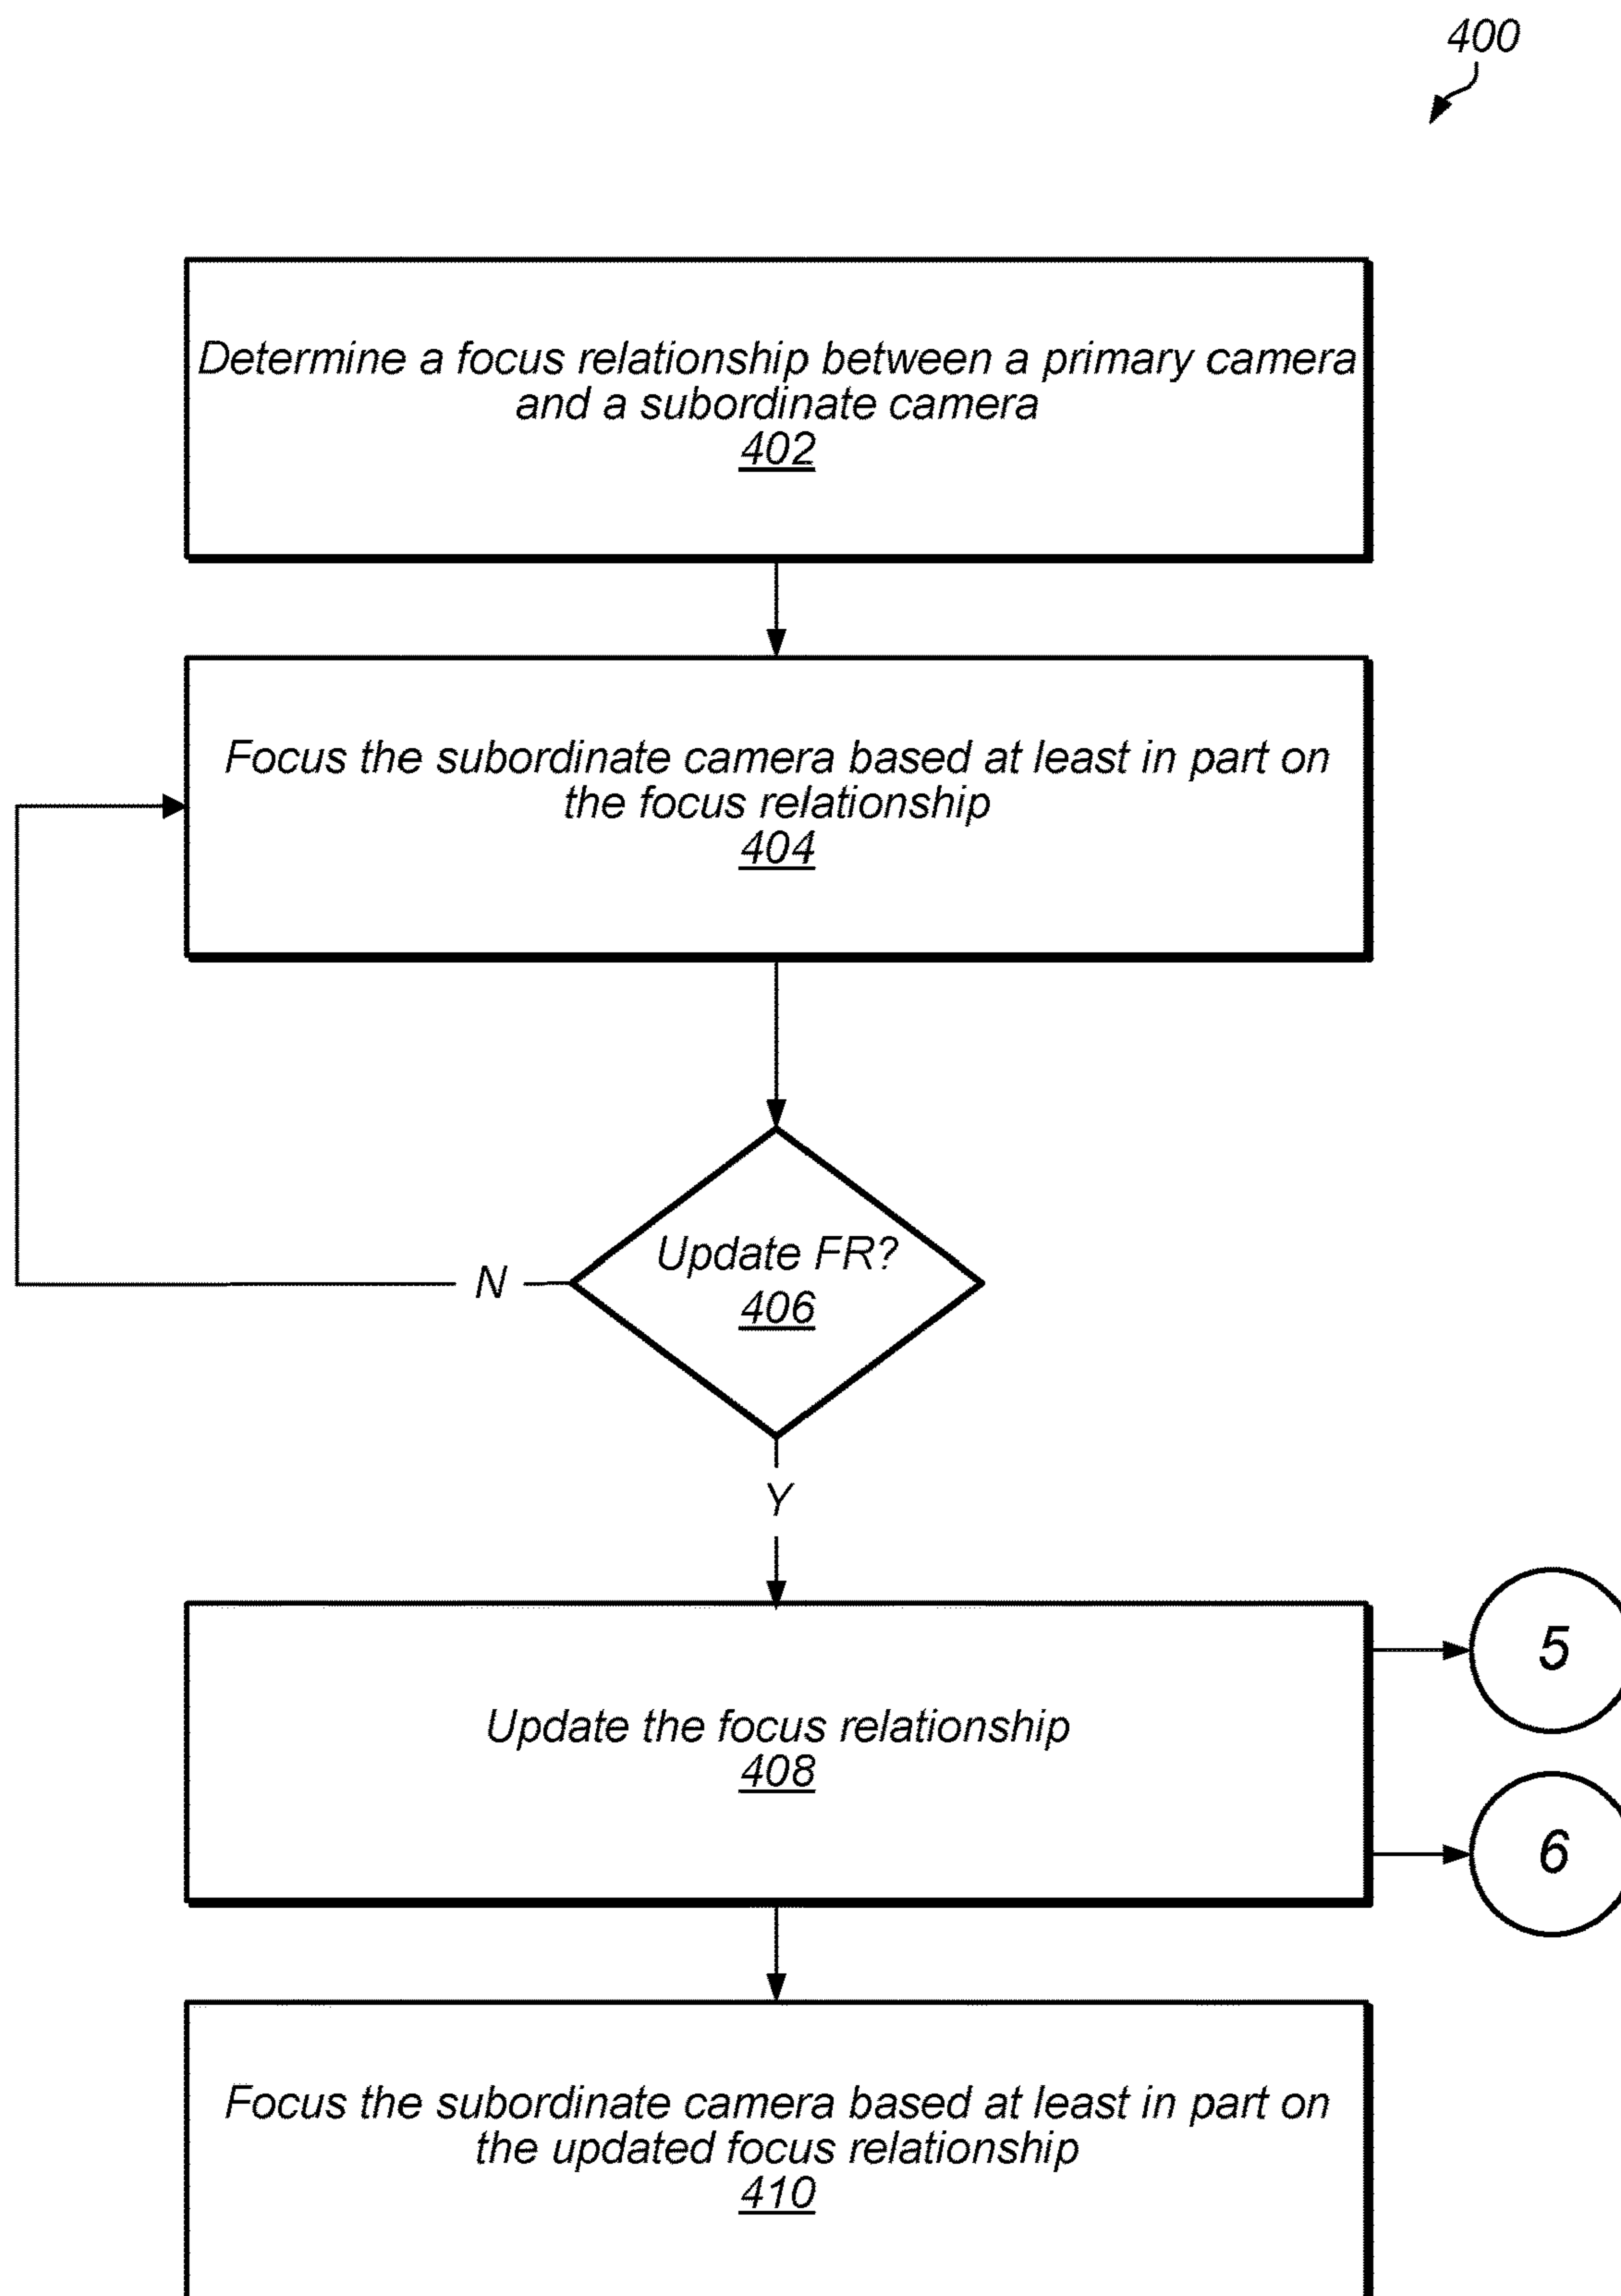 400
Determine a focus relationship between a primary camera
and a subordinate camera
402
Focus the subordinate camera based at least in part on
the focus relationship
404
Update FR?
406
N
Y
5
Update the focus relationship
408
6
Focus the subordinate camera based at least in part on
the updated focus relationship
410